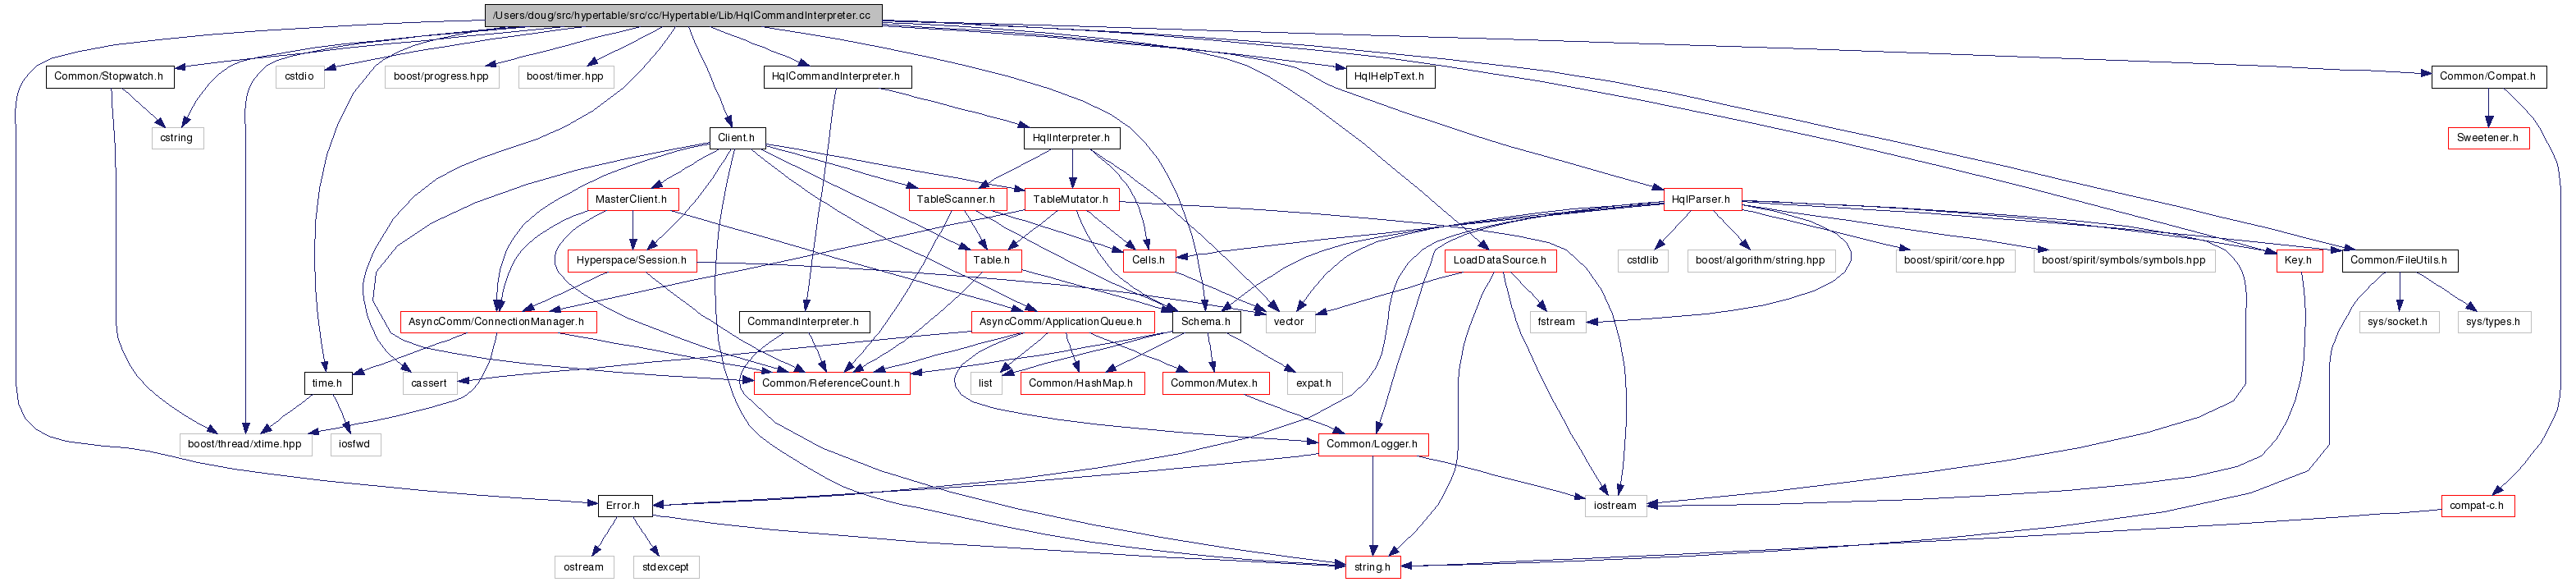 /Users/doug/src/hypertable/src/cc/Hypertable/Lib/HqlCommandInterpreter.cc
Common/Stopwatch.h
cstdio
boost/progress.hpp
boost/timer.hpp
HqlCommandInterpreter.h
HqlHelpText.h
Common/Compat.h
cstring
Client.h
HqlInterpreter.h
Sweetener.h
MasterClient.h
TableScanner.h
TableMutator.h
HqlParser.h
Hyperspace/Session.h
Table.h
Cells.h
LoadDataSource.h
cstdlib
boost/algorithm/string.hpp
boost/spirit/core.hpp
boost/spirit/symbols/symbols.hpp
Key.h
Common/FileUtils.h
AsyncComm/ConnectionManager.h
CommandInterpreter.h
AsyncComm/ApplicationQueue.h
Schema.h
vector
fstream
sys/socket.h
sys/types.h
time.h
cassert
Common/ReferenceCount.h
list
Common/HashMap.h
Common/Mutex.h
expat.h
boost/thread/xtime.hpp
iosfwd
Common/Logger.h
Error.h
iostream
compat-c.h
ostream
stdexcept
string.h